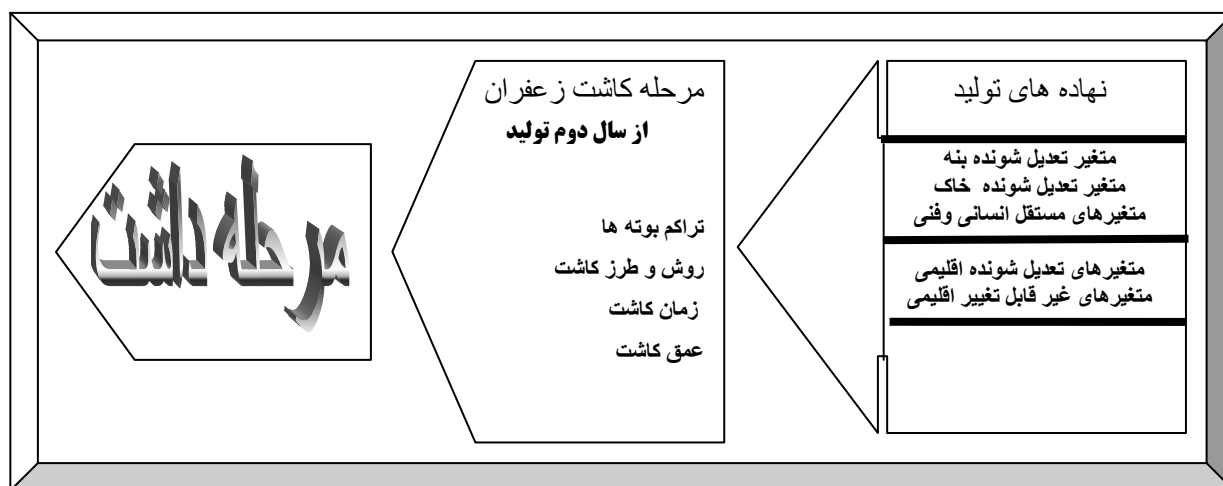 نهاده های تولید
متغیر تعدیل شونده بنه
متغیر تعدیل شونده خاک
متغیرهای مستقل انسانی وفنی
متغیرهای تعدیل شونده اقلیمی
متغیرهای غیر قابل تغییر اقلیمی
مرحله کاشت زعفران
از سال دوم تولید
تراکم بوته ها
روش و طرز کاشت
زمان کاشت
عمق کاشت
مرحله داشت